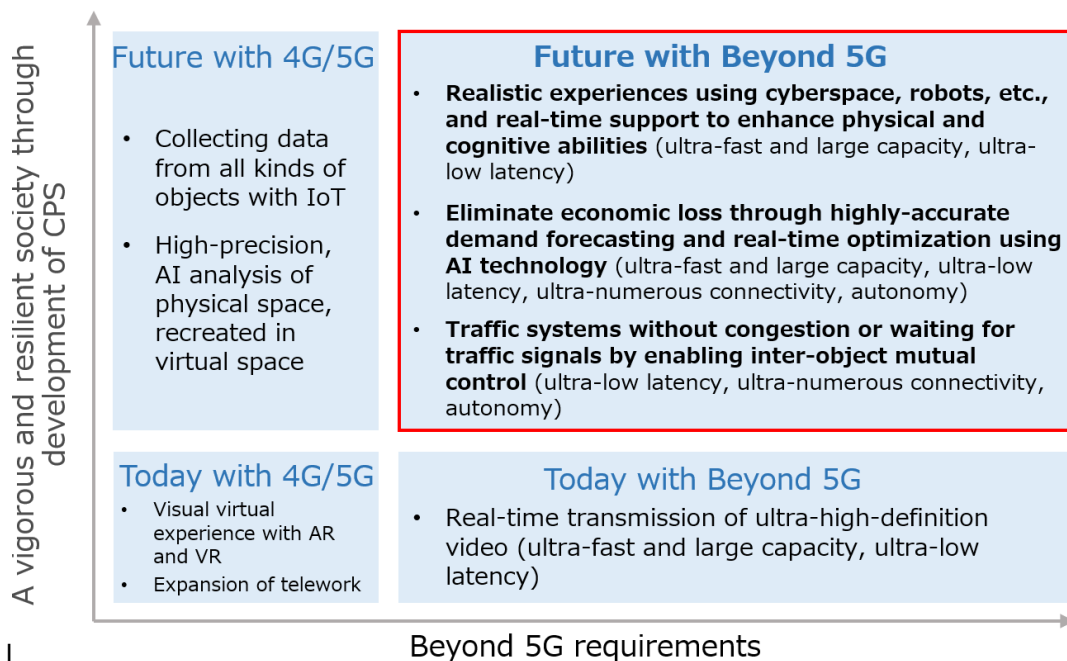 A vigorous and resilient society through
development of CPS
Future with 4G/5G
• Collecting data
from all kinds of
objects with IoT
• High-precision,
AI analysis of
physical space,
recreated in
virtual space
Future with Beyond 5G
• Realistic experiences using cyberspace, robots, etc.,
and real-time support to enhance physical and
cognitive abilities (ultra-fast and large capacity, ultra-
low latency)
• Eliminate economic loss through highly-accurate
demand forecasting and real-time optimization using
AI technology (ultra-fast and large capacity, ultra-low
latency, ultra-numerous connectivity, autonomy)
• Traffic systems without congestion or waiting for
traffic signals by enabling inter-object mutual
control (ultra-low latency, ultra-numerous connectivity,
autonomy)
Today with 4G/5G
• Visual virtual
experience with AR
and VR
• Expansion of telework
Today with Beyond 5G
• Real-time transmission of ultra-high-definition
video (ultra-fast and large capacity, ultra-low
latency)
Beyond 5G requirements